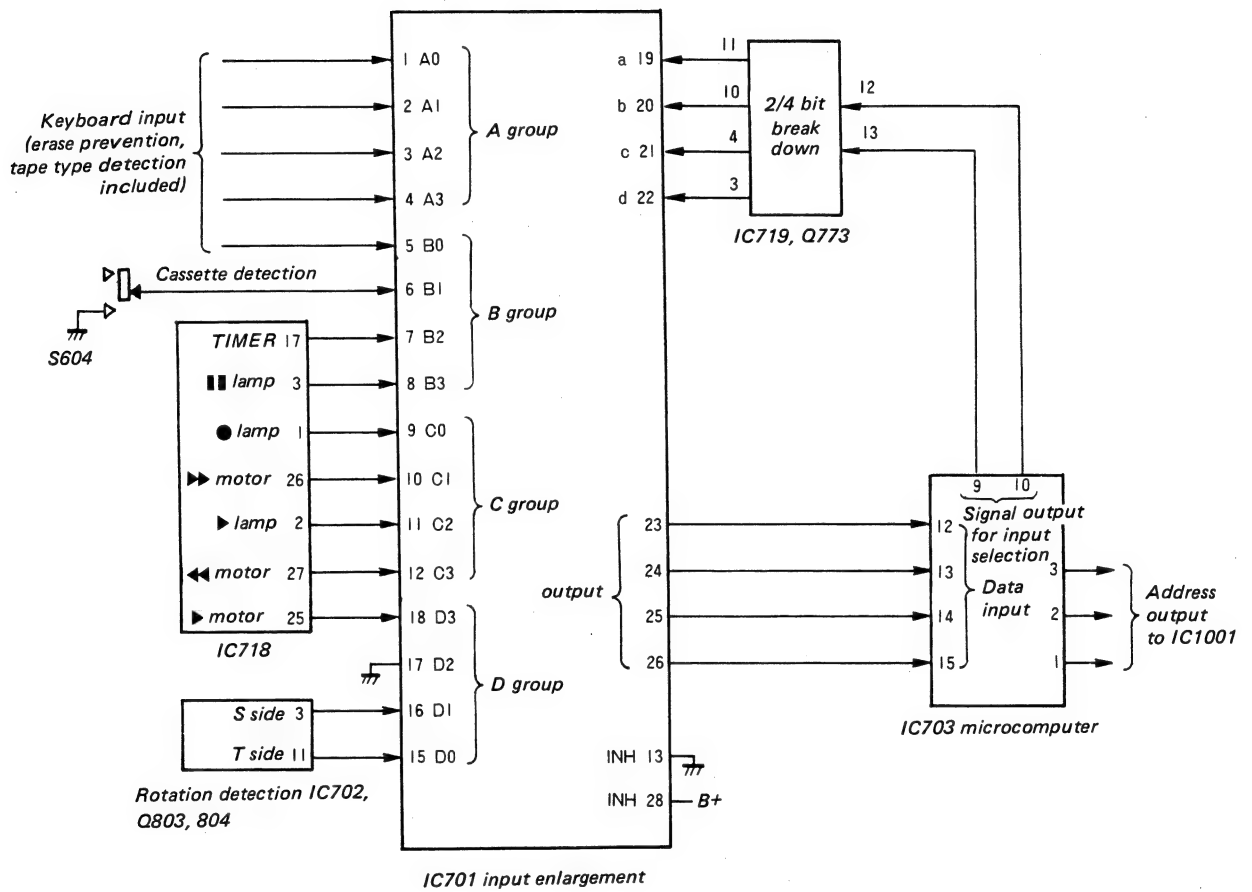 Keyboard input
(erase prevention,
tape type detection
included)
1 A0
2 A1
3 A2
4 A3
A group
5 B0
Cassette detection
6 B1
S604
B group
TIMER 17
7 B2
lamp 3
8 B3
lamp 1
9 C0
motor 26
10 C1
lamp 2
11 C2
motor 27
12 C3
C group
motor 25
18 D3
IC718
17 D2
D group
S side 3
16 D1
T side 11
15 D0
Rotation detection IC702,
Q803, 804
a 19
b 20
c 21
d 22
11
10
4
3
2/4 bit
break
down
12
13
IC719, Q773
output
23
24
25
26
INH 13
INH 28
B+
IC701 input enlargement
9 10
Signal output
for input
selection
12
13
14
15
Data
input
3
2
1
Address
output
to IC1001
IC703 microcomputer